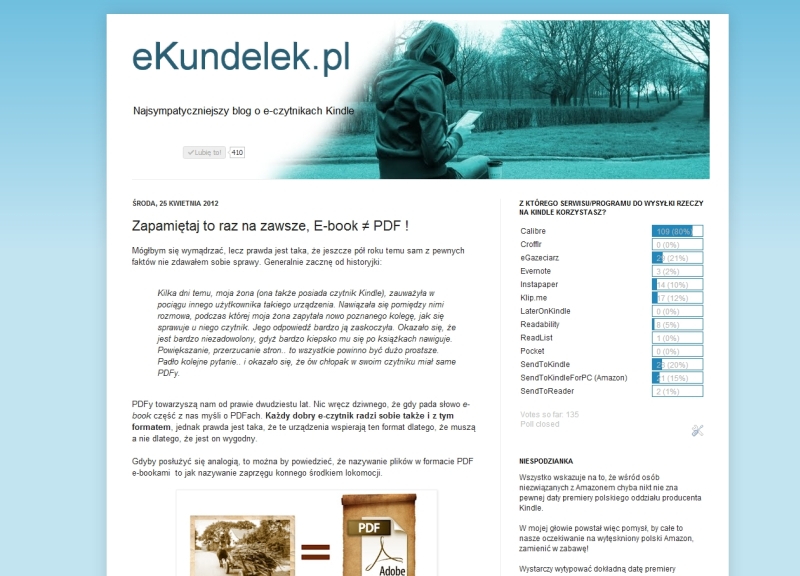 eKundelek.pl
Najsympatyczniejszy blog o e-czytnikach Kindle
Lubię to!
410
ŚRODA, 25 KWIETNIA 2012
Zapamiętaj to raz na zawsze, E-book ≠ PDF !
Mógłbym się wymądrzać, lecz prawda jest taka, że jeszcze pół roku temu sam z pewnych
faktów nie zdawałem sobie sprawy. Generalnie zacznę od historyjki:
Kilka dni temu, moja żona (ona także posiada czytnik Kindle), zauważyła w
pociągu innego użytkownika takiego urządzenia. Nawiązała się pomiędzy nimi
rozmowa, podczas której moja żona zapytała nowo poznanego kolegę, jak się
sprawuje u niego czytnik. Jego odpowiedź bardzo ją zaskoczyła. Okazało się, że
jest bardzo niezadowolony, gdyż bardzo kiepsko mu się po książkach nawiguje.
Powiększanie, przerzucanie stron.. to wszystkie powinno być dużo prostsze.
Padło kolejne pytanie.. i okazało się, że ów chłopak w swoim czytniku miał same
PDFy.
PDFy towarzyszą nam od prawie dwudziestu lat. Nic wręcz dziwnego, że gdy pada słowo e-
book część z nas myśli o PDFach. Każdy dobry e-czytnik radzi sobie także i z tym
formatem, jednak prawda jest taka, że te urządzenia wspierają ten format dlatego, że muszą
a nie dlatego, że jest on wygodny.
Gdyby posłużyć się analogią, to można by powiedzieć, że nazywanie plików w formacie PDF
e-bookami to jak nazywanie zaprzęgu konnego środkiem lokomocji.
=
PDF
Adobe
Z KTÓREGO SERWISU/PROGRAMU DO WYSYŁKI RZECZY
NA KINDLE KORZYSTASZ?
Calibre 109 (80%)
Crofflr 0 (0%)
eGazeciarz 29 (21%)
Evernote 3 (2%)
Instapaper 14 (10%)
Klip.me 17 (12%)
LaterOnKindle 0 (0%)
Readability 8 (5%)
ReadList 1 (0%)
Pocket 0 (0%)
SendToKindle 28 (20%)
SendToKindleForPC (Amazon) 21 (15%)
SendToReader 2 (1%)
Votes so far: 135
Poll closed
NIESPODZIANKA
Wszystko wskazuje na to, że wśród osób
niezwiązanych z Amazonem chyba nikt nie zna
pewnej daty premiery polskiego oddziału producenta
Kindle.
W mojej głowie powstał więc pomysł, by całe to
nasze oczekiwanie na wytęskniony polski Amazon,
zamienić w zabawę!
Wystarczy wytypować dokładną datę premiery